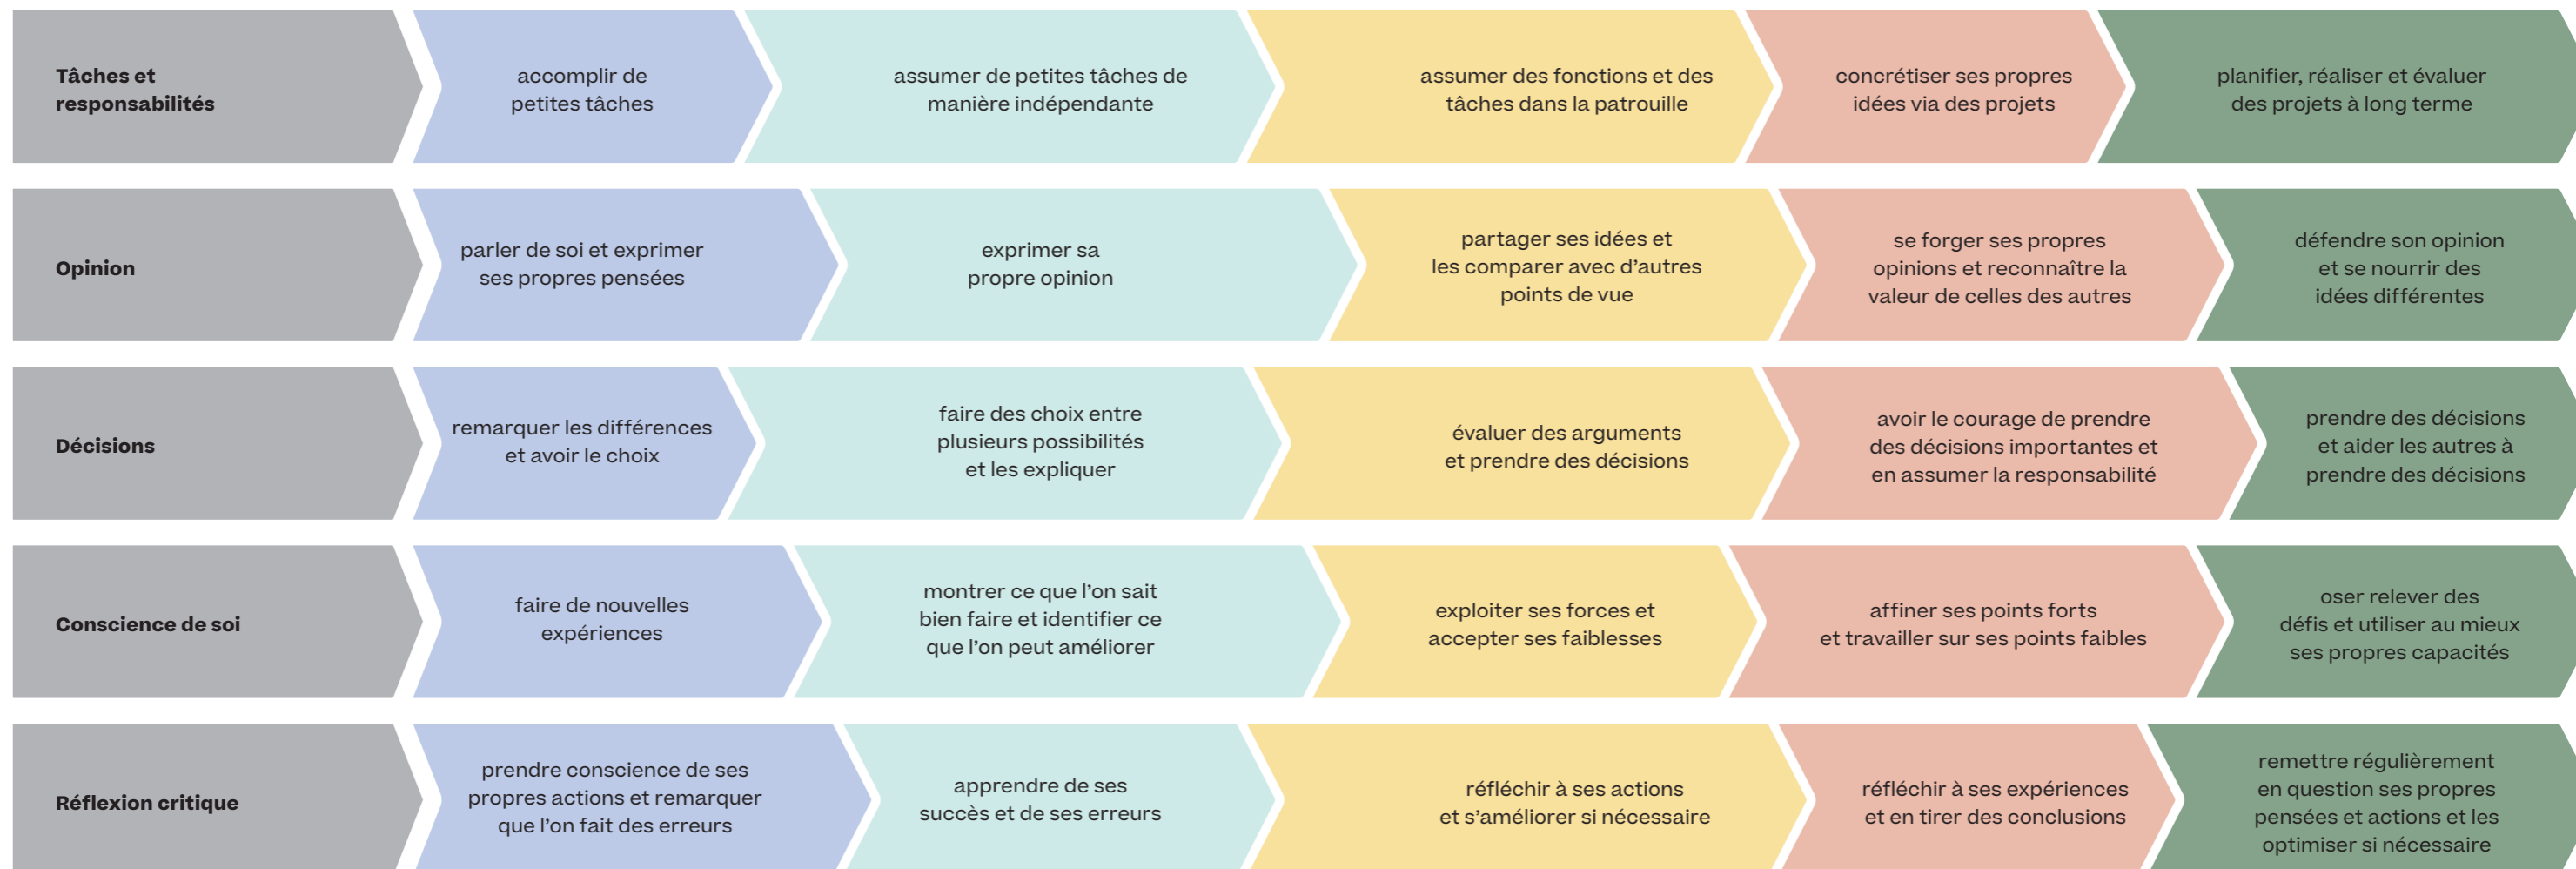 Tâches et
responsabilités
accomplir de
petites tâches
assumer de petites tâches de
manière indépendante
assumer des fonctions et des
tâches dans la patrouille
concrétiser ses propres
idées via des projets
planifier, réaliser et évaluer
des projets à long terme
Opinion
parler de soi et exprimer
ses propres pensées
exprimer sa
propre opinion
partager ses idées et
les comparer avec d’autres
points de vue
se forger ses propres
opinions et reconnaître la
valeur de celles des autres
défendre son opinion
et se nourrir des
idées différentes
Décisions
remarquer les différences
et avoir le choix
faire des choix entre
plusieurs possibilités
et les expliquer
évaluer des arguments
et prendre des décisions
avoir le courage de prendre
des décisions importantes et
en assumer la responsabilité
prendre des décisions
et aider les autres à
prendre des décisions
Conscience de soi
faire de nouvelles
expériences
montrer ce que l’on sait
bien faire et identifier ce
que l’on peut améliorer
exploiter ses forces et
accepter ses faiblesses
affiner ses points forts
et travailler sur ses points faibles
oser relever des
défis et utiliser au mieux
ses propres capacités
Réflexion critique
prendre conscience de ses
propres actions et remarquer
que l’on fait des erreurs
apprendre de ses
succès et de ses erreurs
réfléchir à ses actions
et s’améliorer si nécessaire
réfléchir à ses expériences
et en tirer des conclusions
remettre régulièrement
en question ses propres
pensées et actions et les
optimiser si nécessaire